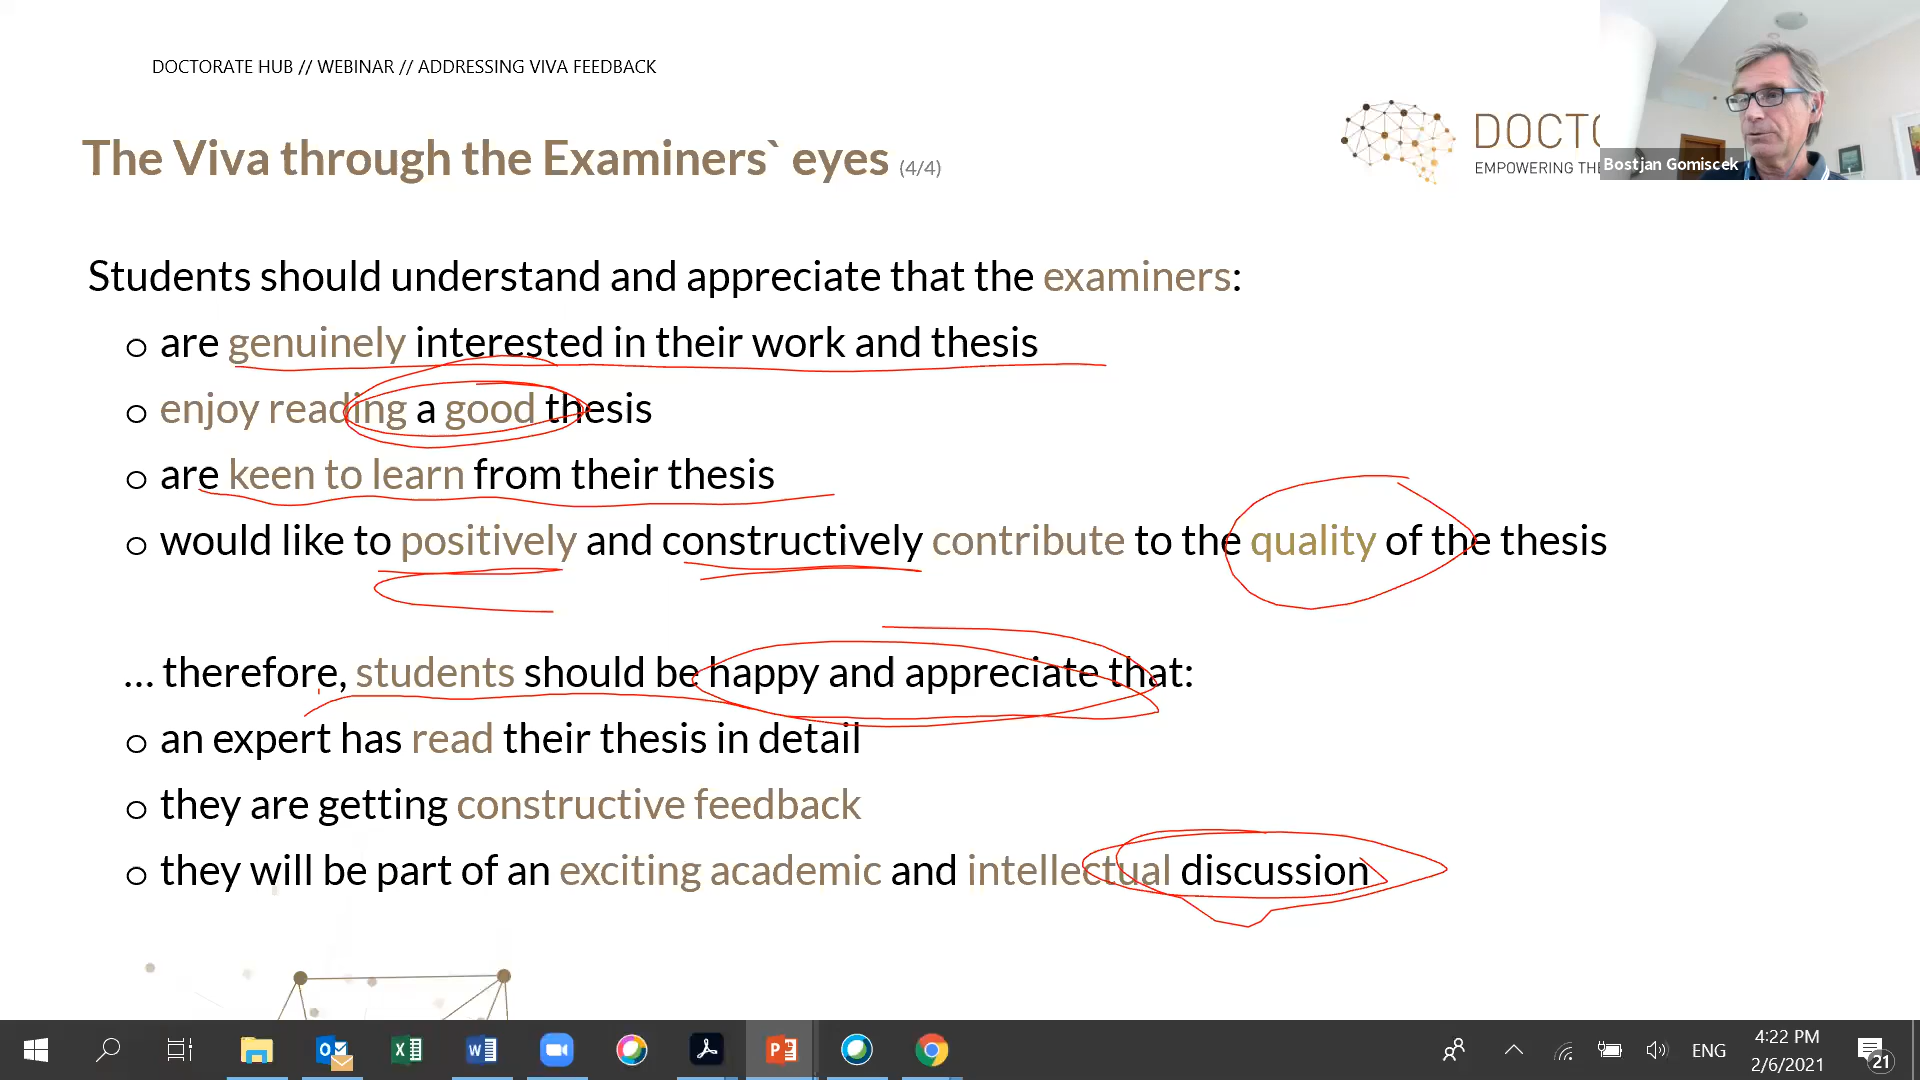 DOCTORATE HUB // WEBINAR // ADDRESSING VIVA FEEDBACK
The Viva through the Examiners` eyes (4/4)
DOCTO
EMPOWERING THE
Bostjan Gomiscek
Students should understand and appreciate that the examiners:
o are genuinely interested in their work and thesis
o enjoy reading a good thesis
o are keen to learn from their thesis
o would like to positively and constructively contribute to the quality of the thesis
... therefore, students should be happy and appreciate that:
o an expert has read their thesis in detail
o they are getting constructive feedback
o they will be part of an exciting academic and intellectual discussion
ENG
4:22 PM
2/6/2021
21